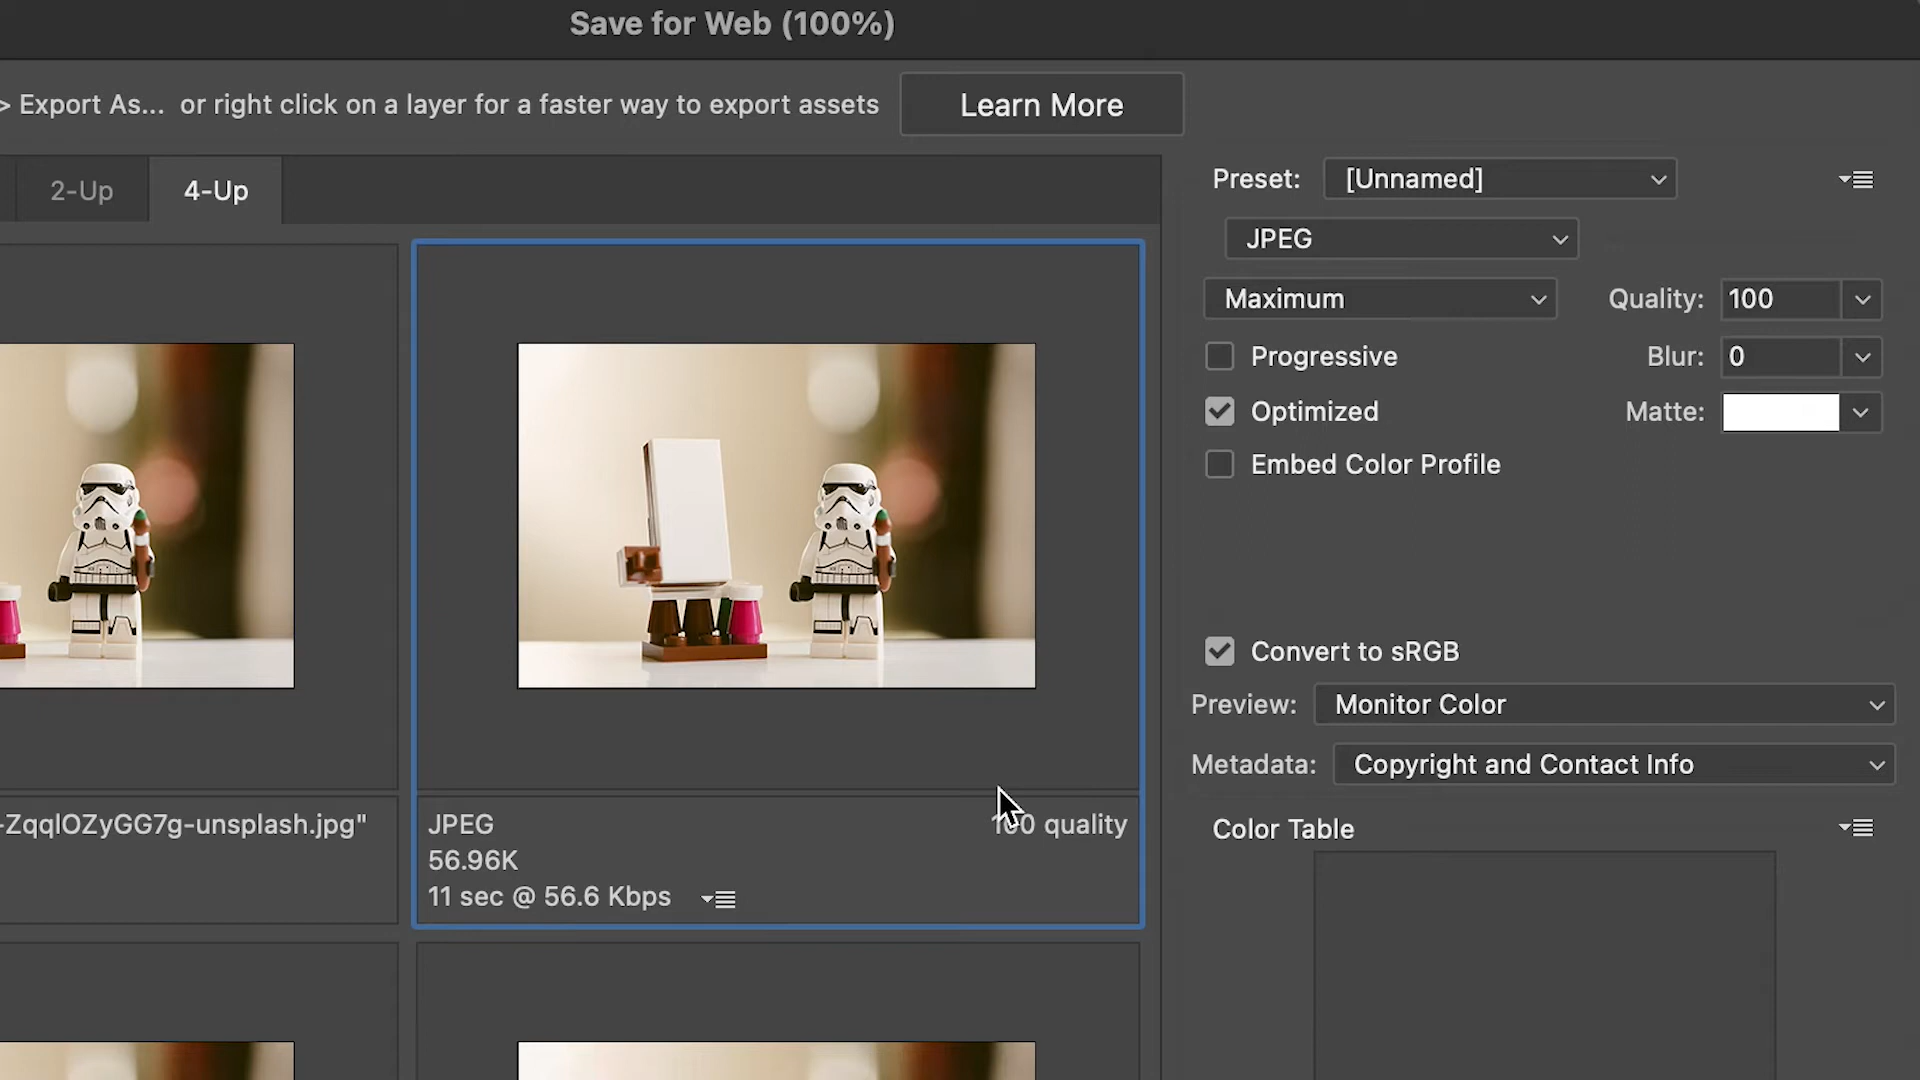 Save for Web (100%)
> Export As... or right click on a layer for a faster way to export assets
Learn More
2-Up
4-Up
Preset: [Unnamed]
JPEG
Maximum
Quality: 100
Progressive
Blur: 0
Optimized
Matte:
Embed Color Profile
Convert to sRGB
Preview: Monitor Color
Metadata: Copyright and Contact Info
Color Table
-ZqqlOZyGG7g-unsplash.jpg"
JPEG
100 quality
56.96K
11 sec @ 56.6 Kbps